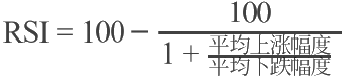 RSI = 100 − 100 / (1 + 平均上涨幅度 / 平均下跌幅度)